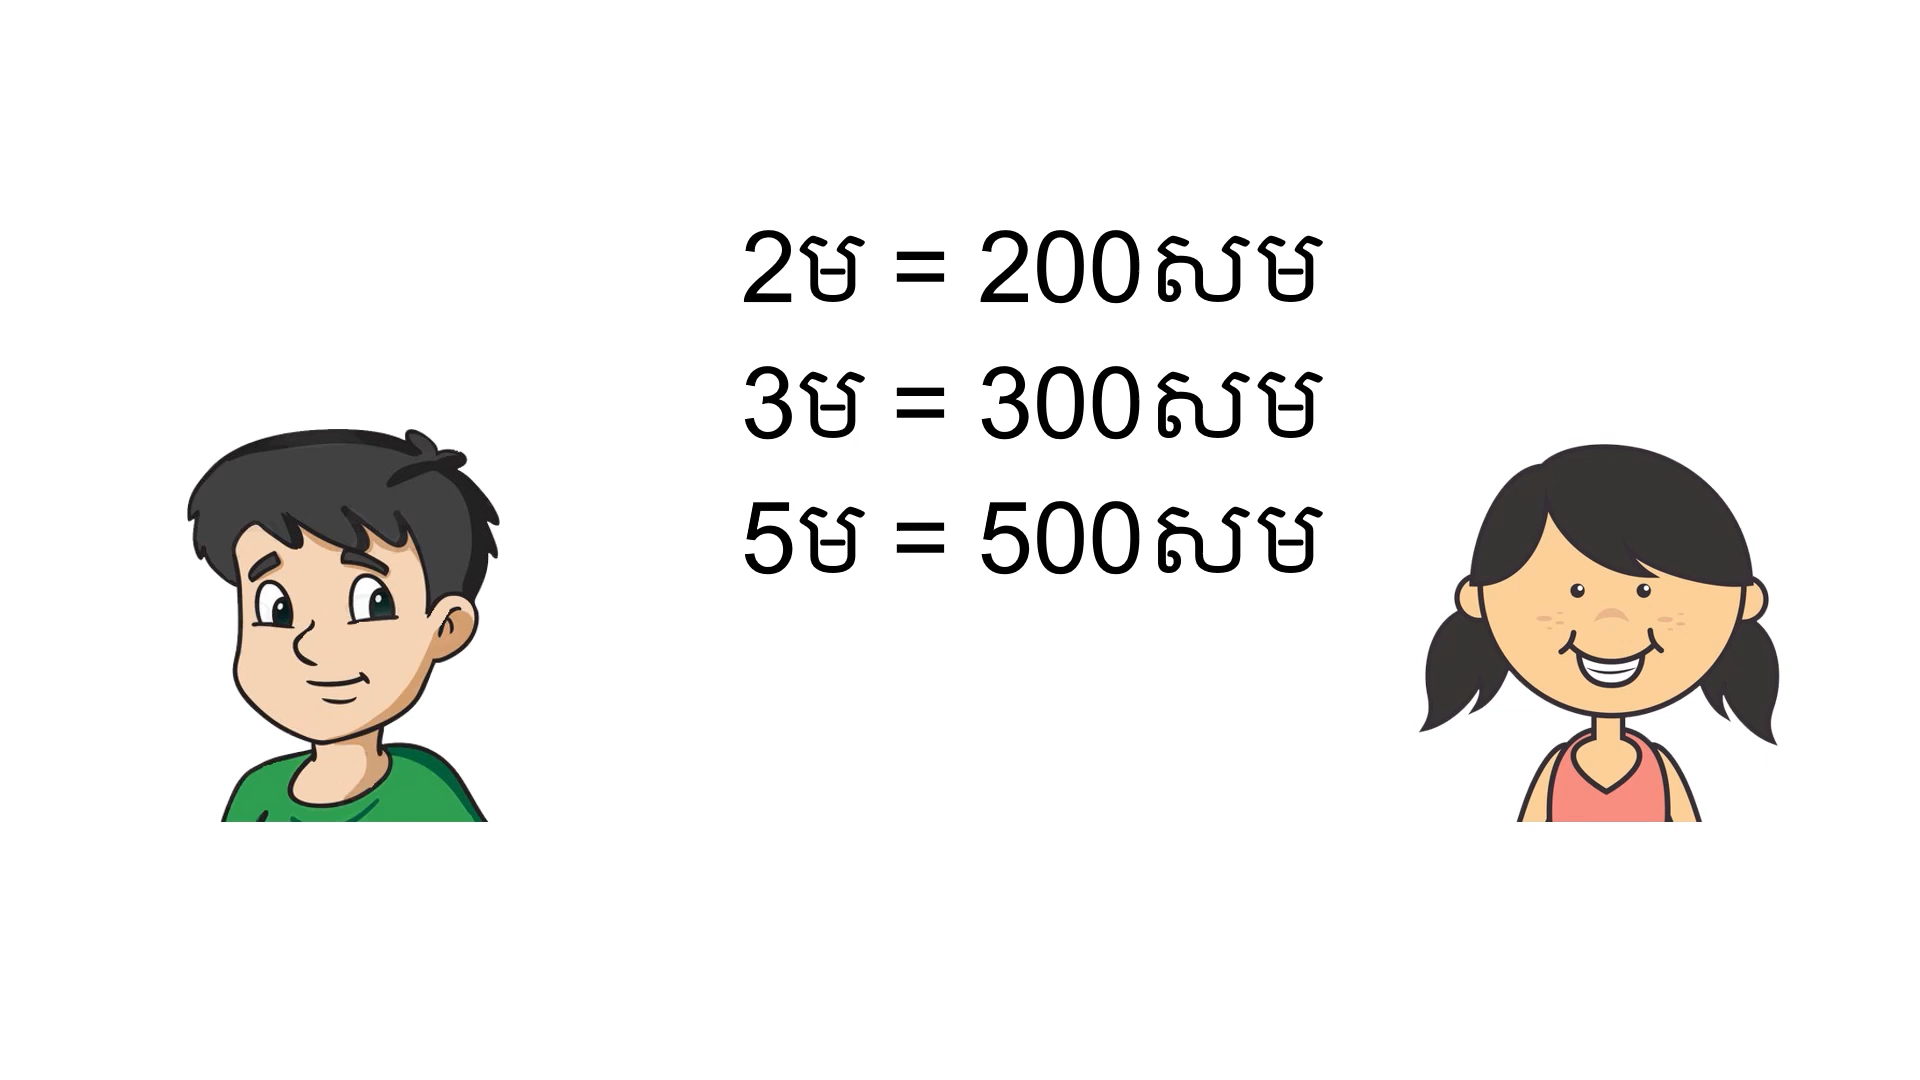 2ម = 200សម
3ម = 300សម
5ម = 500សម